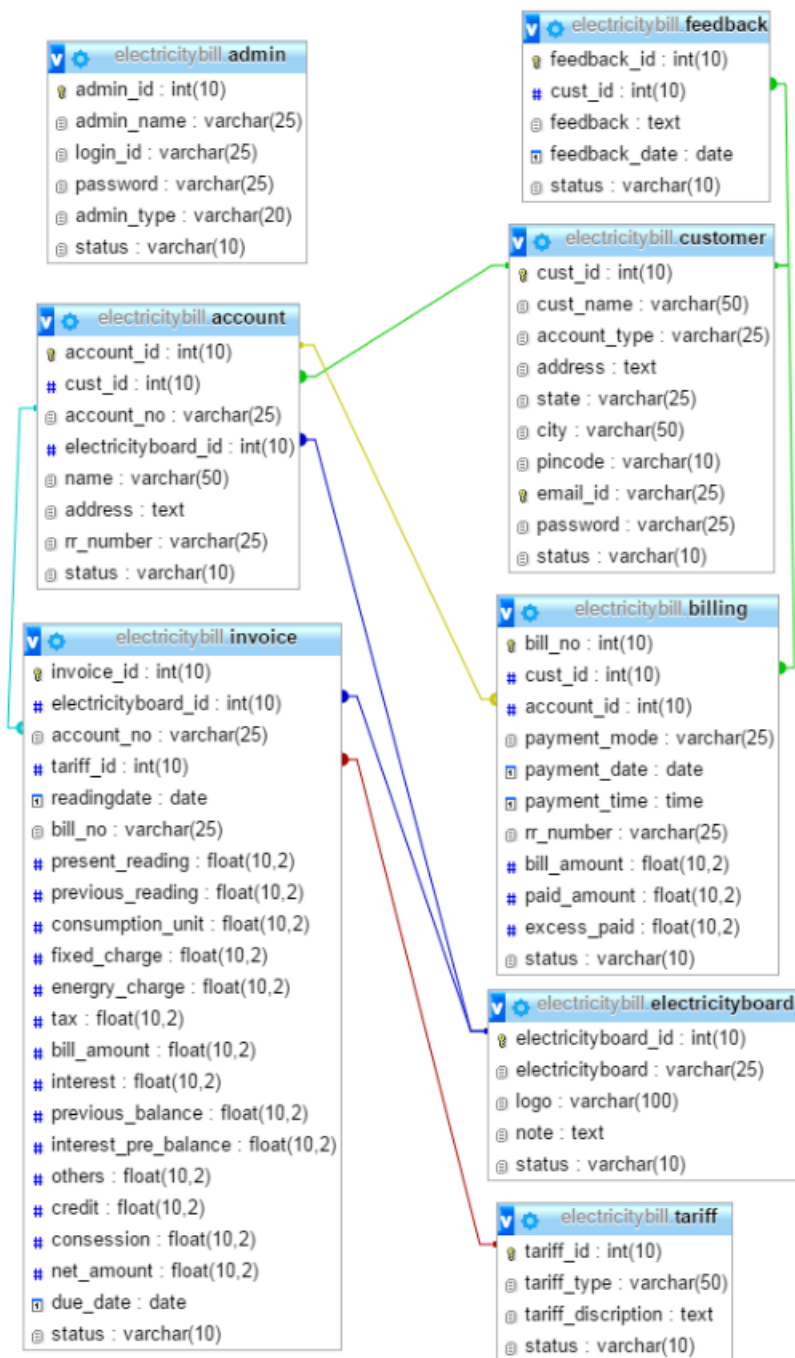 electricitybill.admin
admin_id : int(10)
admin_name : varchar(25)
login_id : varchar(25)
password : varchar(25)
admin_type : varchar(20)
status : varchar(10)
electricitybill.feedback
feedback_id : int(10)
cust_id : int(10)
feedback : text
feedback_date : date
status : varchar(10)
electricitybill.customer
cust_id : int(10)
cust_name : varchar(50)
account_type : varchar(25)
address : text
state : varchar(25)
city : varchar(50)
pincode : varchar(10)
email_id : varchar(25)
password : varchar(25)
status : varchar(10)
electricitybill.account
account_id : int(10)
cust_id : int(10)
account_no : varchar(25)
electricityboard_id : int(10)
name : varchar(50)
address : text
rr_number : varchar(25)
status : varchar(10)
electricitybill.invoice
invoice_id : int(10)
electricityboard_id : int(10)
account_no : varchar(25)
tariff_id : int(10)
readingdate : date
bill_no : varchar(25)
present_reading : float(10,2)
previous_reading : float(10,2)
consumption_unit : float(10,2)
fixed_charge : float(10,2)
energry_charge : float(10,2)
tax : float(10,2)
bill_amount : float(10,2)
interest : float(10,2)
previous_balance : float(10,2)
interest_pre_balance : float(10,2)
others : float(10,2)
credit : float(10,2)
consession : float(10,2)
net_amount : float(10,2)
due_date : date
status : varchar(10)
electricitybill.billing
bill_no : int(10)
cust_id : int(10)
account_id : int(10)
payment_mode : varchar(25)
payment_date : date
payment_time : time
rr_number : varchar(25)
bill_amount : float(10,2)
paid_amount : float(10,2)
excess_paid : float(10,2)
status : varchar(10)
electricitybill.electricityboard
electricityboard_id : int(10)
electricityboard : varchar(25)
logo : varchar(100)
note : text
status : varchar(10)
electricitybill.tariff
tariff_id : int(10)
tariff_type : varchar(50)
tariff_discription : text
status : varchar(10)